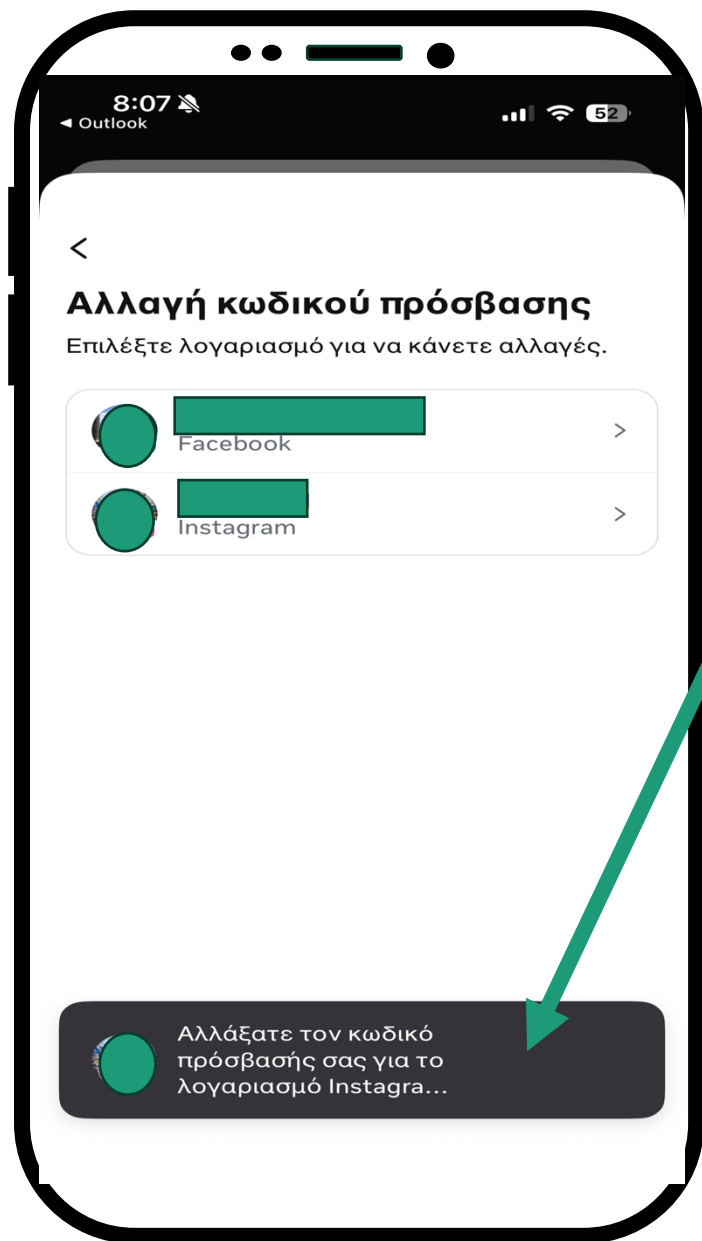 8:07
◄ Outlook
52
Αλλαγή κωδικού πρόσβασης
Επιλέξτε λογαριασμό για να κάνετε αλλαγές.
Facebook
Instagram
Αλλάξατε τον κωδικό
πρόσβασής σας για το
λογαριασμό Instagra...